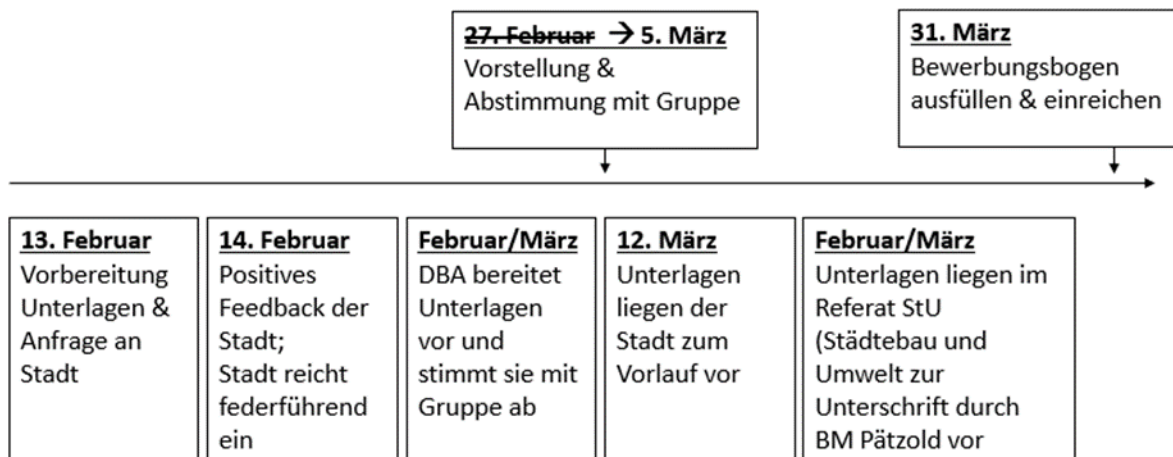 27. Februar → 5. März
Vorstellung &
Abstimmung mit Gruppe
31. März
Bewerbungsbogen
ausfüllen & einreichen
13. Februar
Vorbereitung
Unterlagen &
Anfrage an
Stadt
14. Februar
Positives
Feedback der
Stadt;
Stadt reicht
federführend
ein
Februar/März
DBA bereitet
Unterlagen
vor und
stimmt sie mit
Gruppe ab
12. März
Unterlagen
liegen der
Stadt zum
Vorlauf vor
Februar/März
Unterlagen liegen im
Referat StU
(Städtebau und
Umwelt zur
Unterschrift durch
BM Pätzold vor